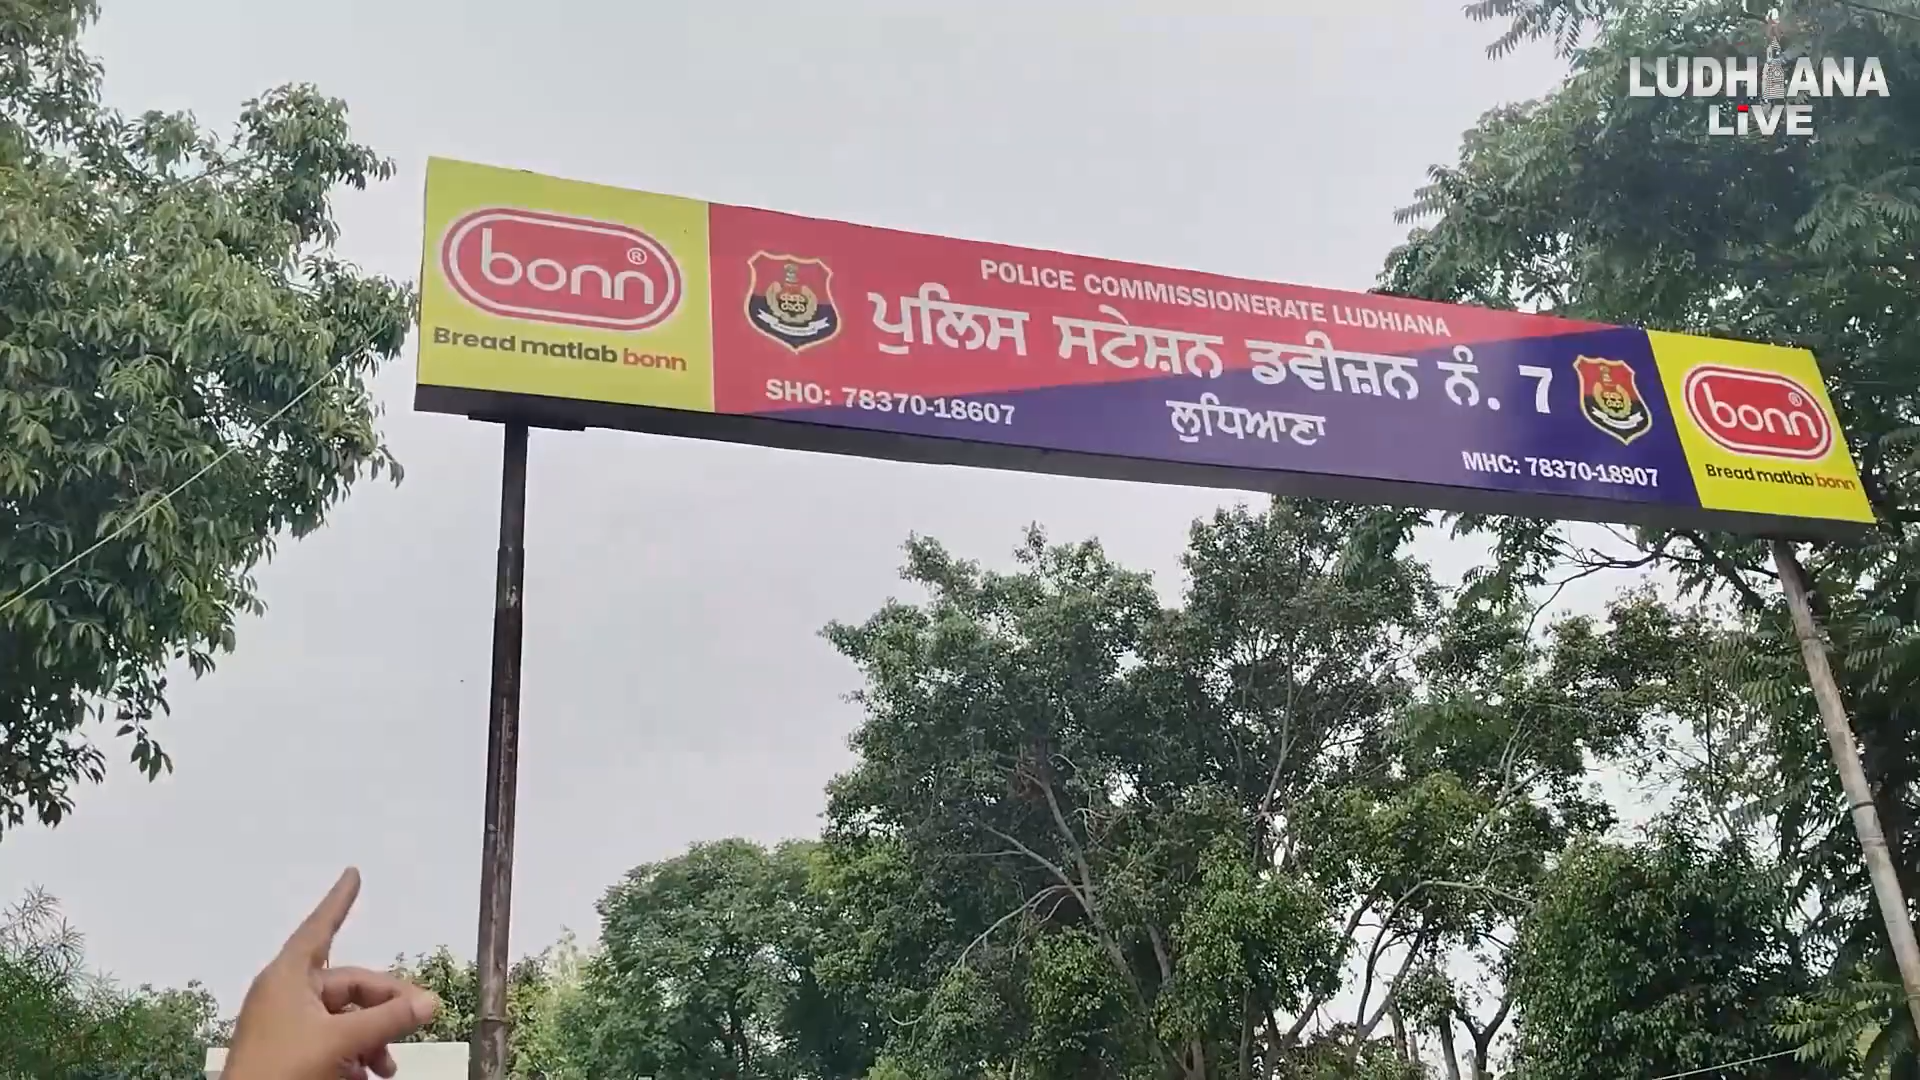 LUDHIANA
LiVE
bonn®
Bread matlab bonn
POLICE COMMISSIONERATE LUDHIANA
ਪੁਲਿਸ ਸਟੇਸ਼ਨ ਡਵੀਜ਼ਨ ਨੰ. 7
ਲੁਧਿਆਣਾ
SHO: 78370-18607
MHC: 78370-18907
bonn®
Bread matlab bonn